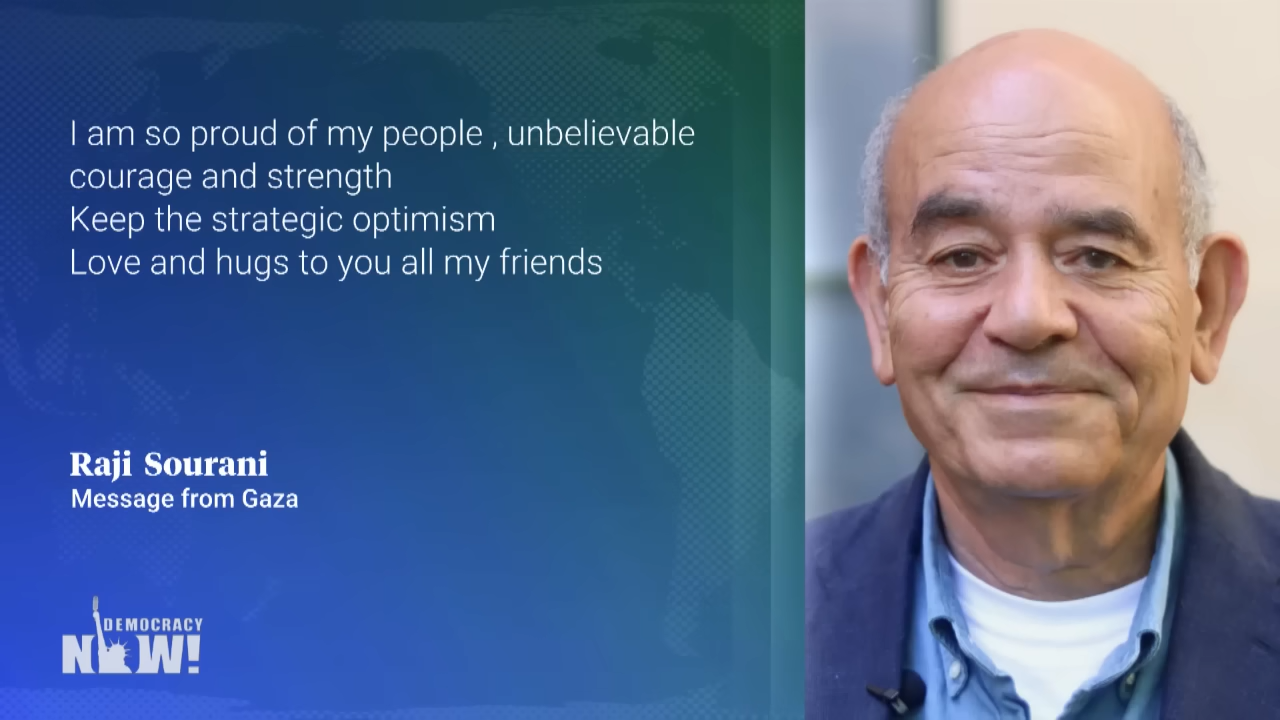 I am so proud of my people , unbelievable
courage and strength
Keep the strategic optimism
Love and hugs to you all my friends
Raji Sourani
Message from Gaza
DEMOCRACY
NOW!